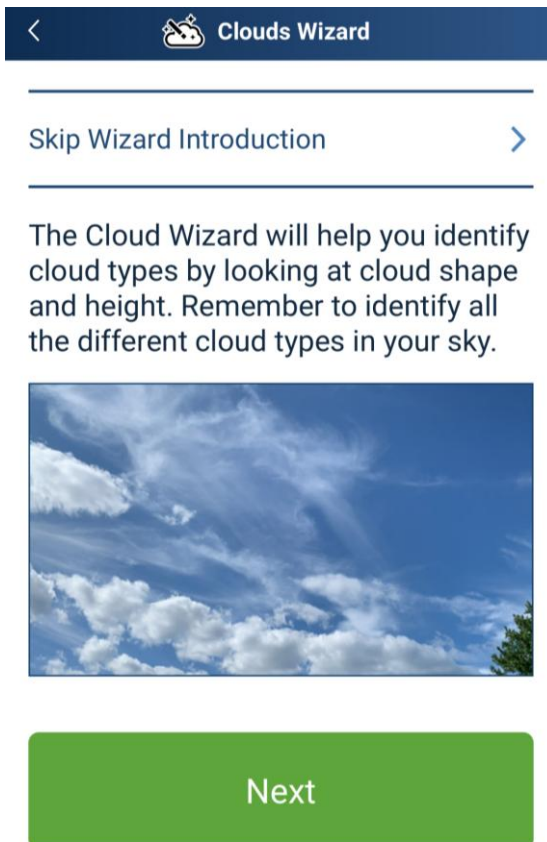 Clouds Wizard
Skip Wizard Introduction
The Cloud Wizard will help you identify
cloud types by looking at cloud shape
and height. Remember to identify all
the different cloud types in your sky.
Next